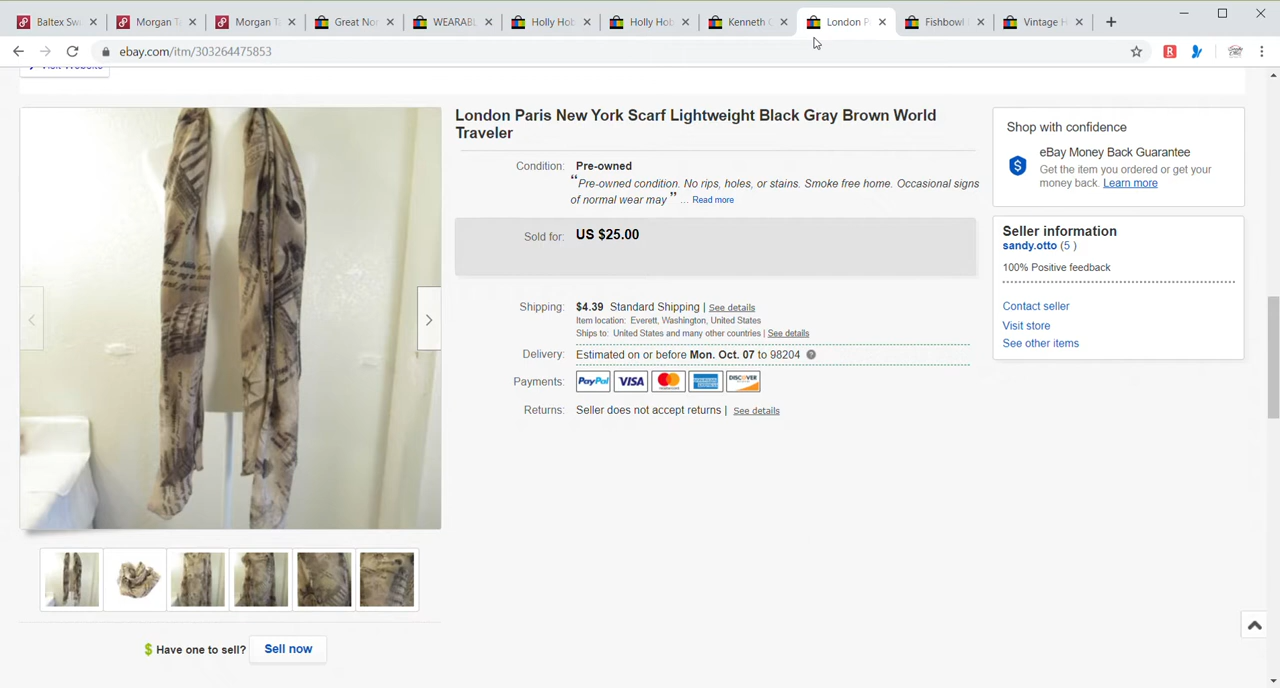 Baltex Sw
Morgan T
Morgan T
Great No
WEARABL
Holly Hob
Holly Hob
Kenneth
London P
Fishbowl
Vintage H
ebay.com/itm/303264475853
London Paris New York Scarf Lightweight Black Gray Brown World
Traveler
Condition: Pre-owned
"Pre-owned condition. No rips, holes, or stains. Smoke free home. Occasional signs
of normal wear may" ... Read more
Sold for: US $25.00
Shipping: $4.39 Standard Shipping | See details
Item location: Everett, Washington, United States
Ships to: United States and many other countries | See details
Delivery: Estimated on or before Mon. Oct. 07 to 98204
Payments: PayPal VISA MasterCard AMERICAN EXPRESS DISCOVER
Returns: Seller does not accept returns | See details
Shop with confidence
eBay Money Back Guarantee
Get the item you ordered or get your
money back. Learn more
Seller information
sandy.otto (5 )
100% Positive feedback
Contact seller
Visit store
See other items
$ Have one to sell? Sell now